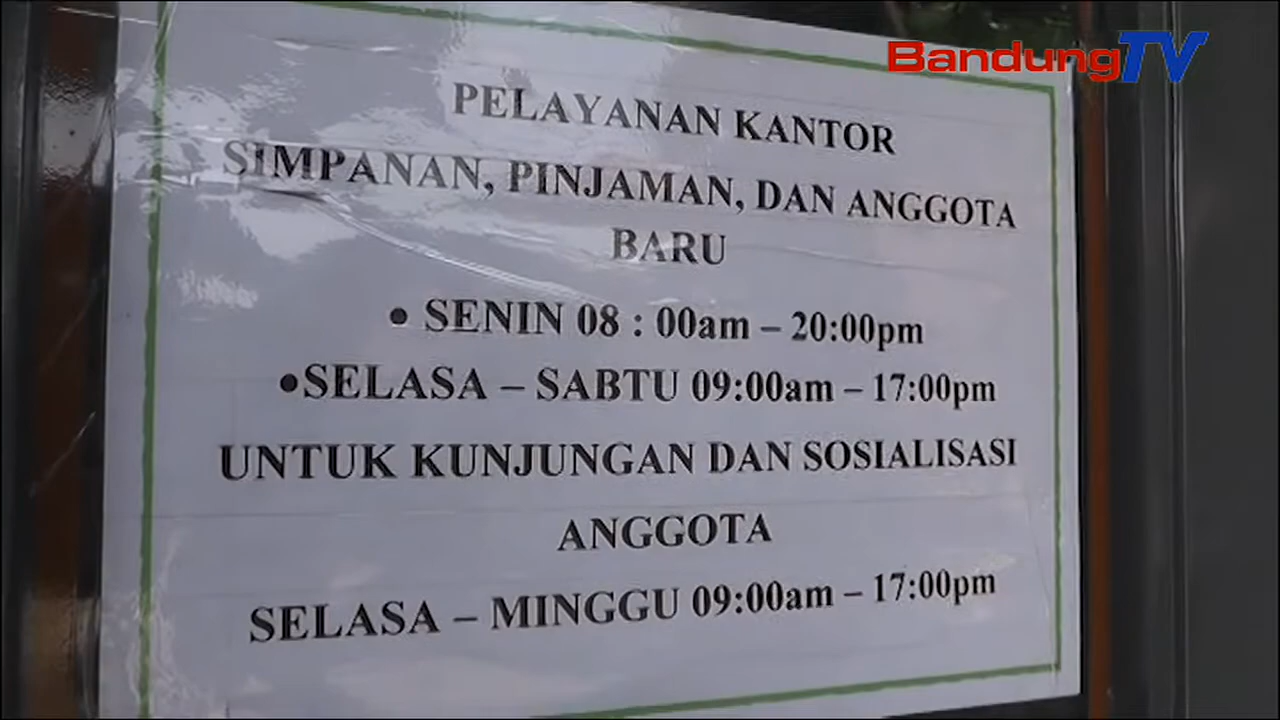 BandungTV
PELAYANAN KANTOR
SIMPANAN, PINJAMAN, DAN ANGGOTA
BARU
• SENIN 08 : 00am – 20:00pm
•SELASA – SABTU 09:00am – 17:00pm
UNTUK KUNJUNGAN DAN SOSIALISASI
ANGGOTA
SELASA – MINGGU 09:00am – 17:00pm